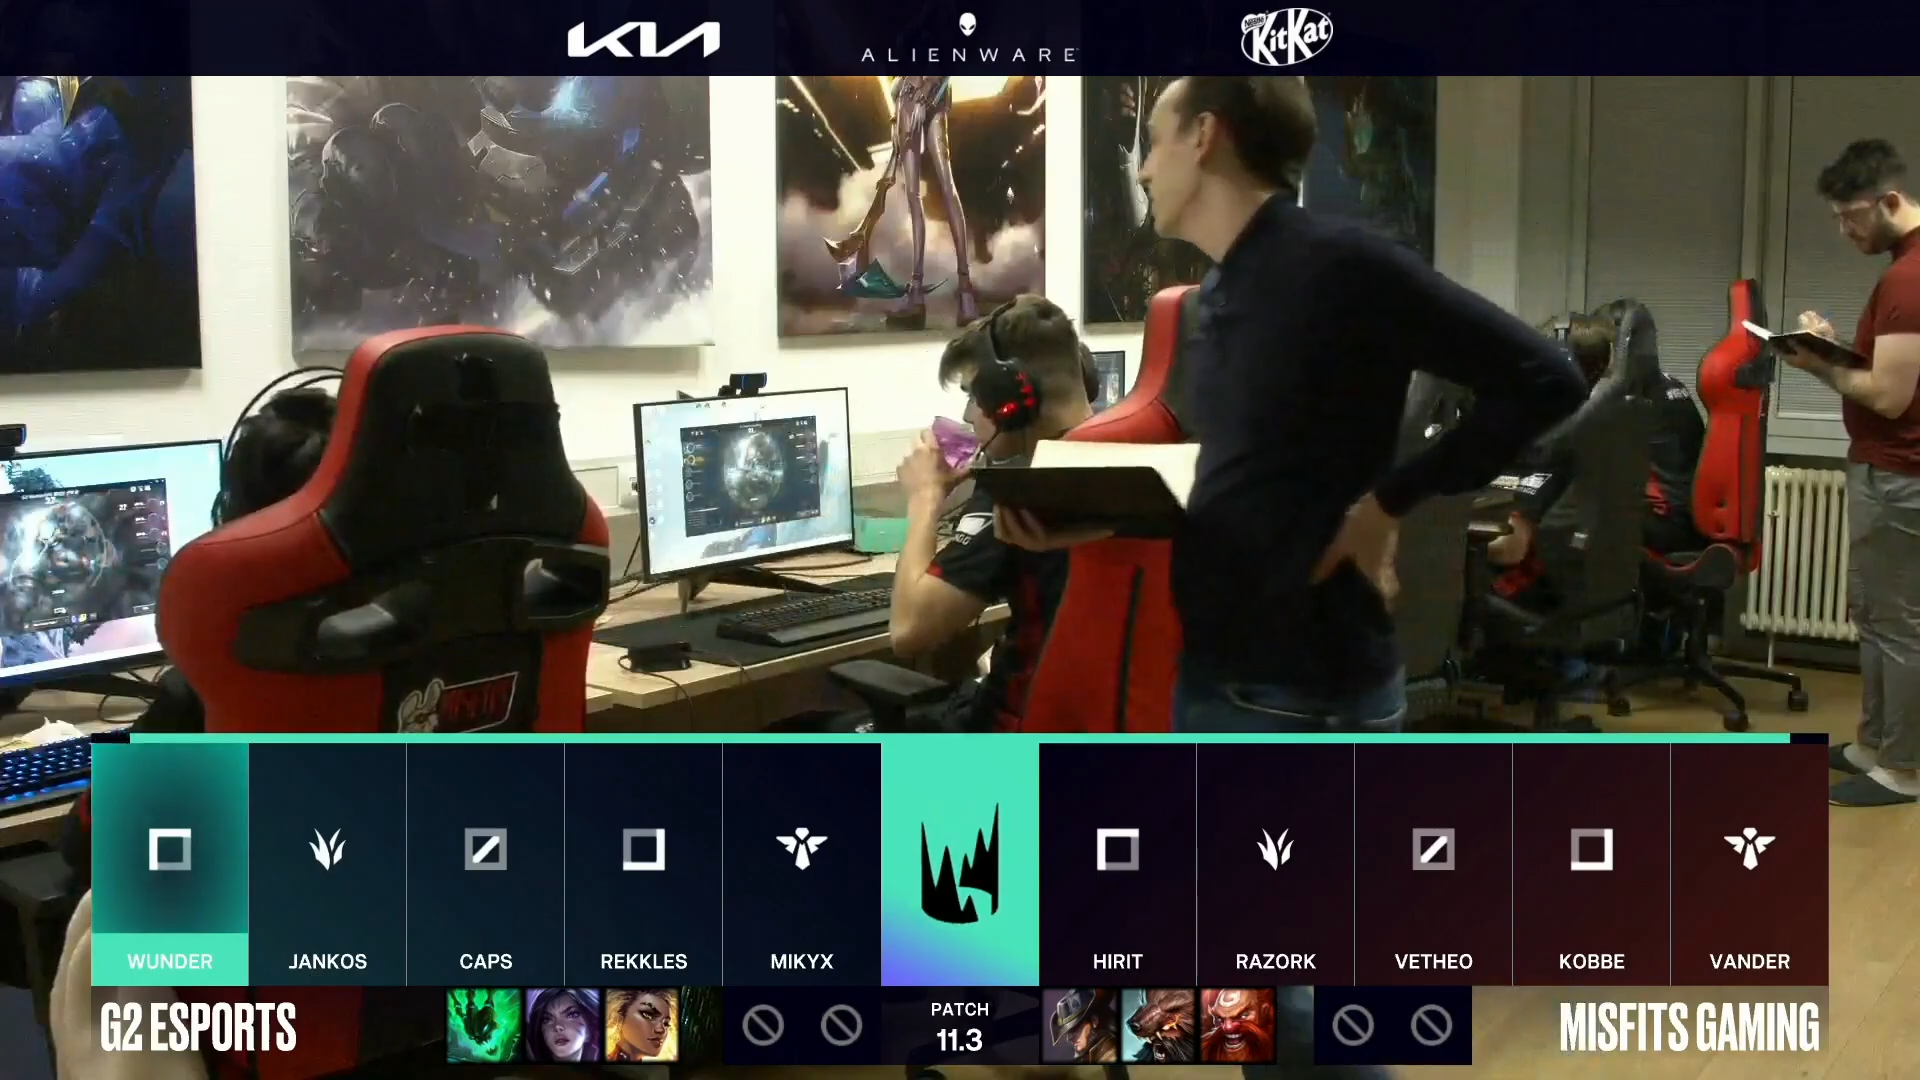 KIA
ALIENWARE
Nestlé
KitKat
WUNDER
JANKOS
CAPS
REKKLES
MIKYX
HIRIT
RAZORK
VETHEO
KOBBE
VANDER
G2 ESPORTS
PATCH
11.3
MISFITS GAMING